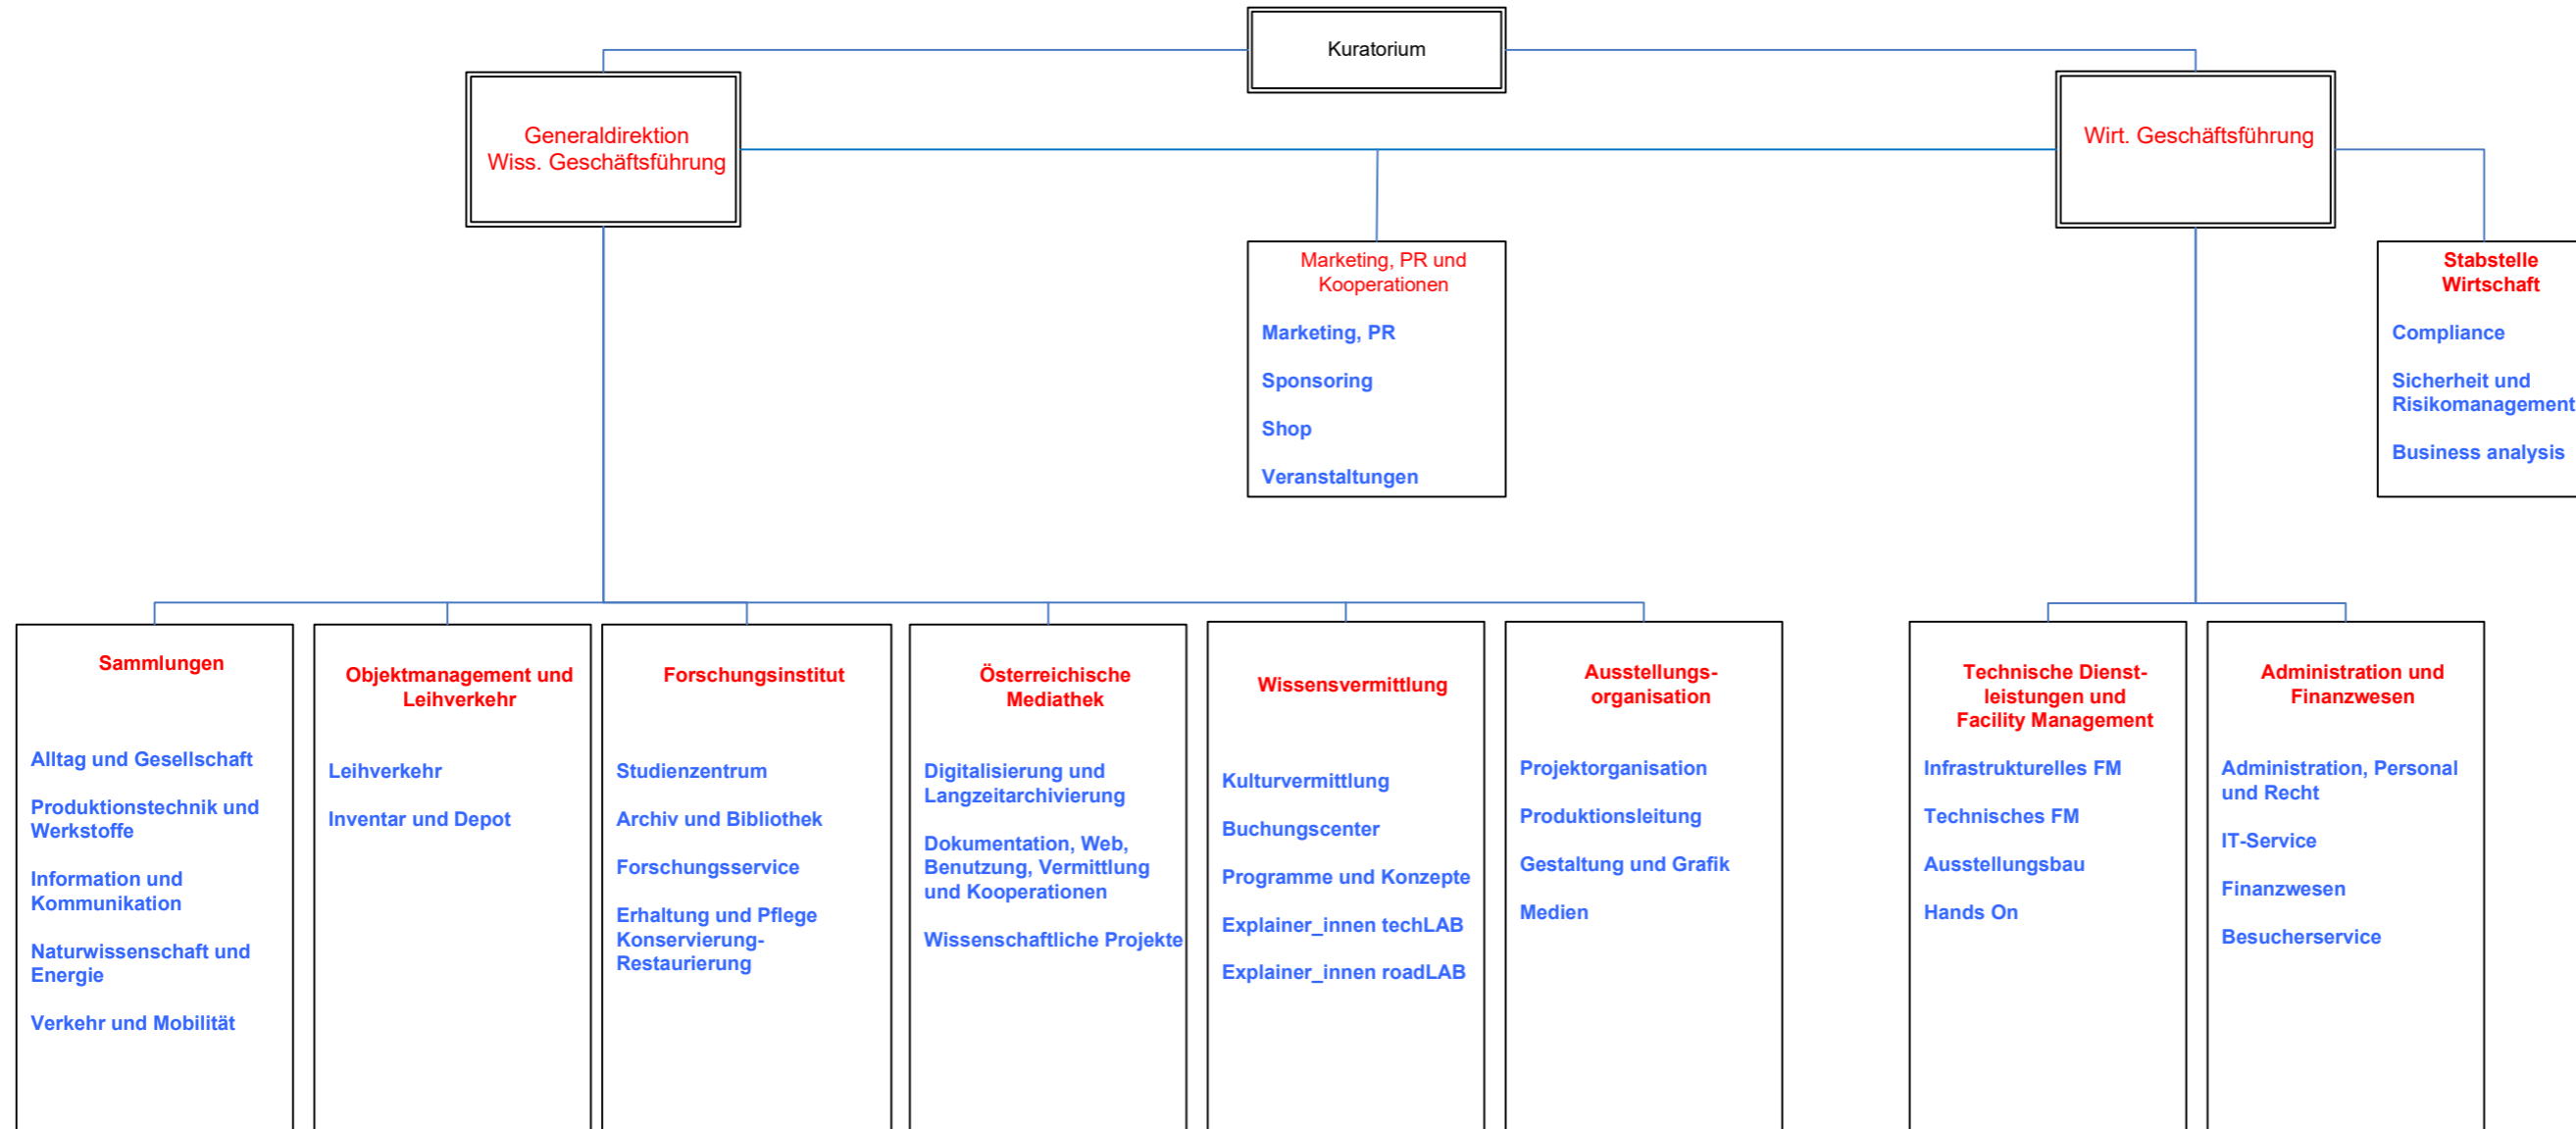 Kuratorium
Generaldirektion
Wiss. Geschäftsführung
Wirt. Geschäftsführung
Marketing, PR und
Kooperationen
Marketing, PR
Sponsoring
Shop
Veranstaltungen
Stabstelle
Wirtschaft
Compliance
Sicherheit und
Risikomanagement
Business analysis
Sammlungen
Alltag und Gesellschaft
Produktionstechnik und
Werkstoffe
Information und
Kommunikation
Naturwissenschaft und
Energie
Verkehr und Mobilität
Objektmanagement und
Leihverkehr
Leihverkehr
Inventar und Depot
Forschungsinstitut
Studienzentrum
Archiv und Bibliothek
Forschungsservice
Erhaltung und Pflege
Konservierung-
Restaurierung
Österreichische
Mediathek
Digitalisierung und
Langzeitarchivierung
Dokumentation, Web,
Benutzung, Vermittlung
und Kooperationen
Wissenschaftliche Projekte
Wissensvermittlung
Kulturvermittlung
Buchungscenter
Programme und Konzepte
Explainer_innen techLAB
Explainer_innen roadLAB
Ausstellungs-
organisation
Projektorganisation
Produktionsleitung
Gestaltung und Grafik
Medien
Technische Dienst-
leistungen und
Facility Management
Infrastrukturelles FM
Technisches FM
Ausstellungsbau
Hands On
Administration und
Finanzwesen
Administration, Personal
und Recht
IT-Service
Finanzwesen
Besucherservice